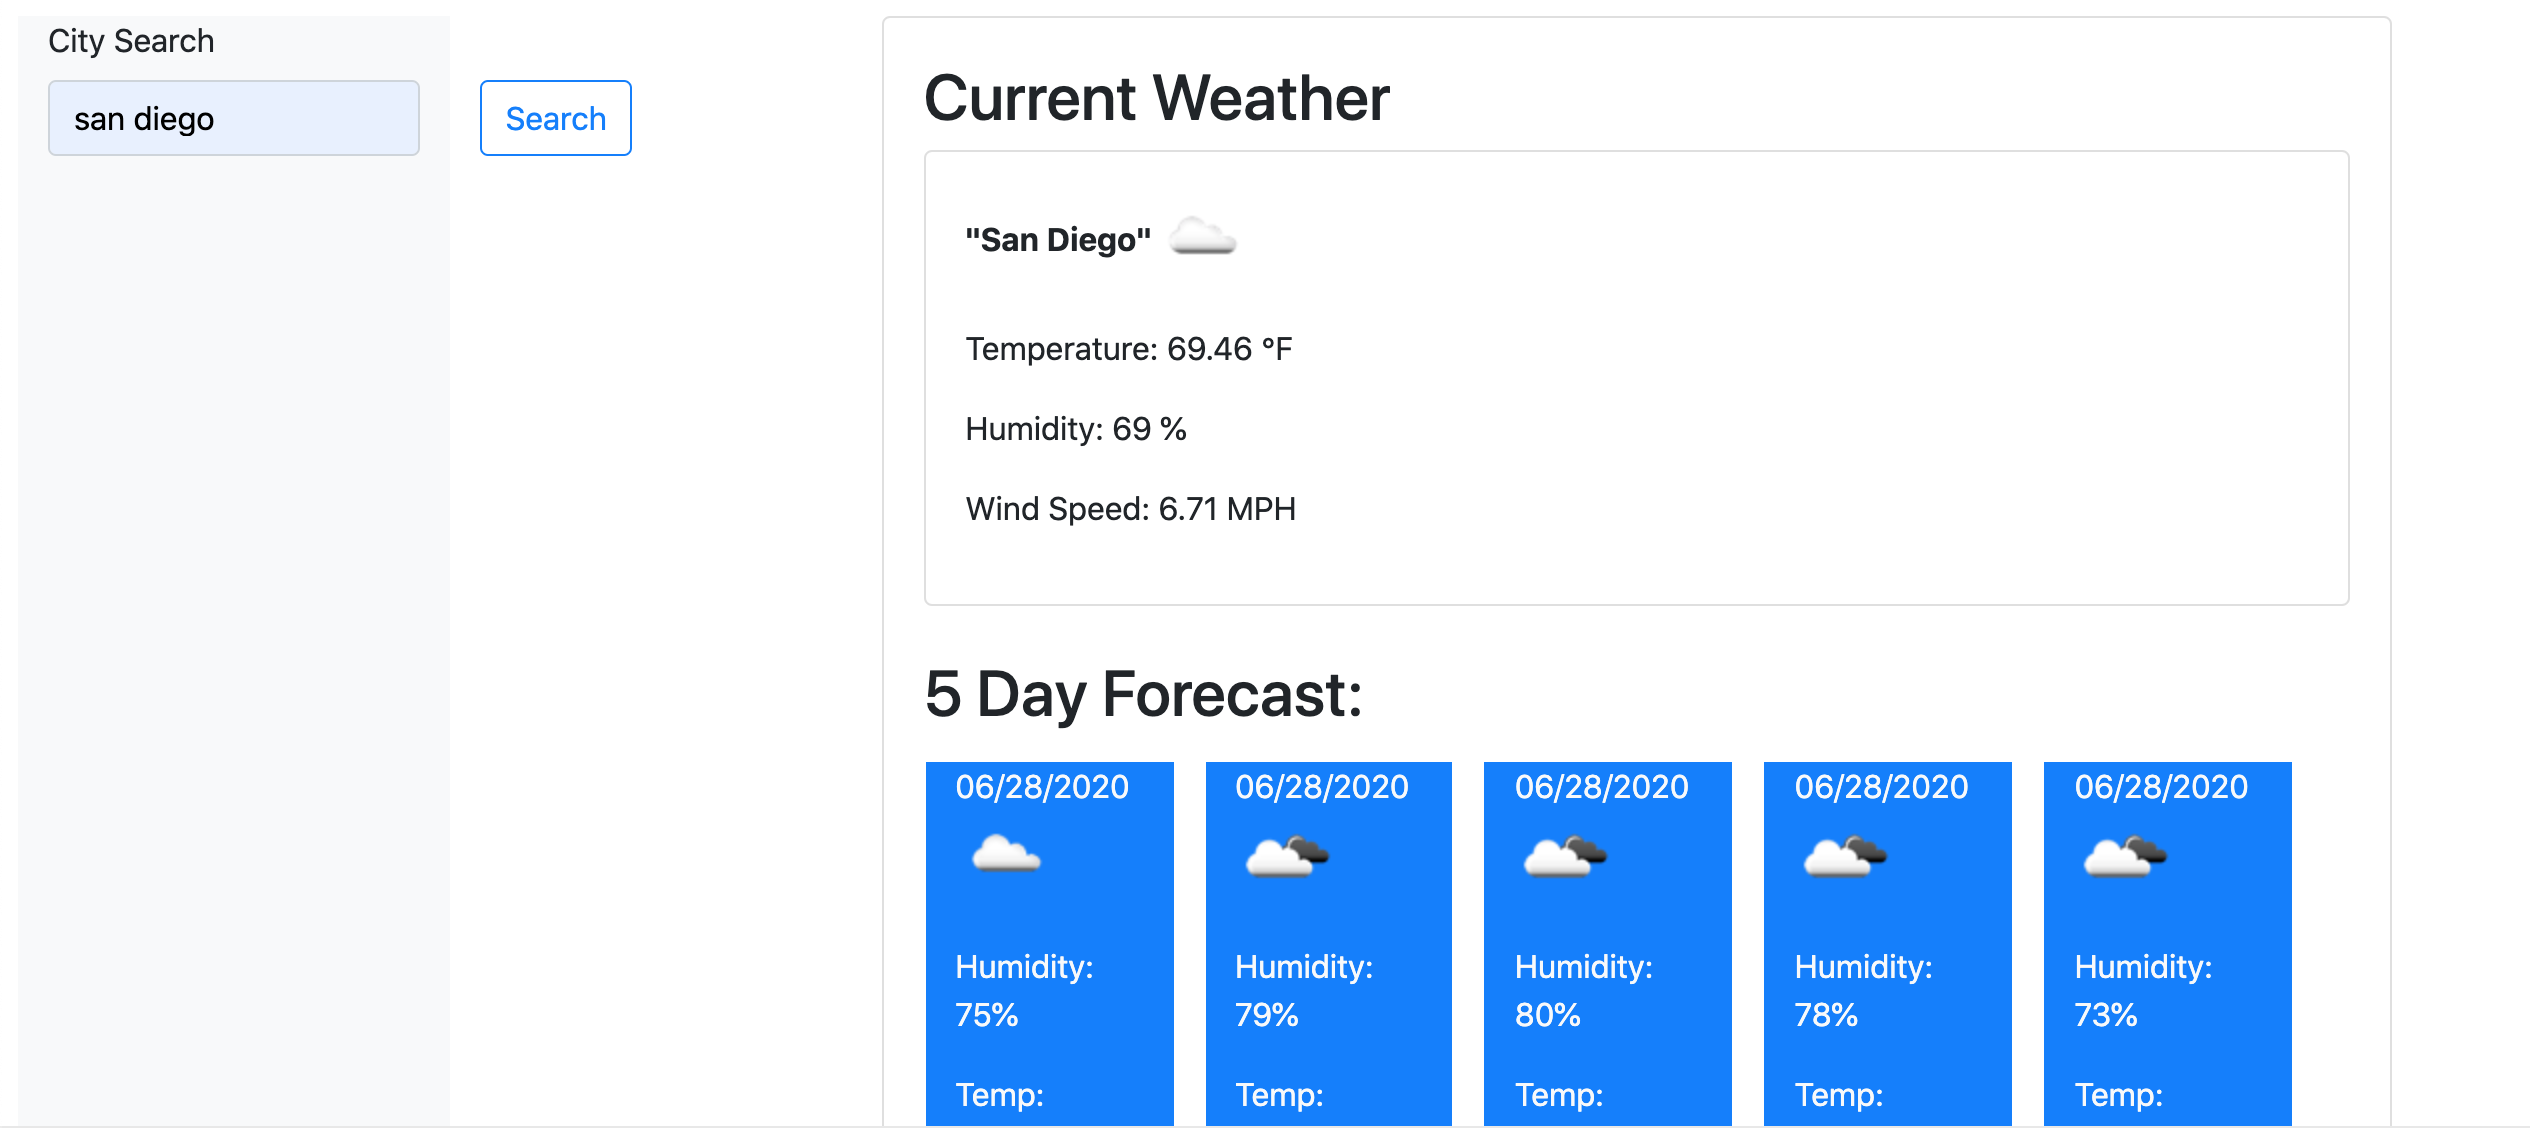 City Search
san diego
Search
Current Weather
"San Diego"
Temperature: 69.46 °F
Humidity: 69 %
Wind Speed: 6.71 MPH
5 Day Forecast:
06/28/2020
Humidity:
75%
Temp:
06/28/2020
Humidity:
79%
Temp:
06/28/2020
Humidity:
80%
Temp:
06/28/2020
Humidity:
78%
Temp:
06/28/2020
Humidity:
73%
Temp: